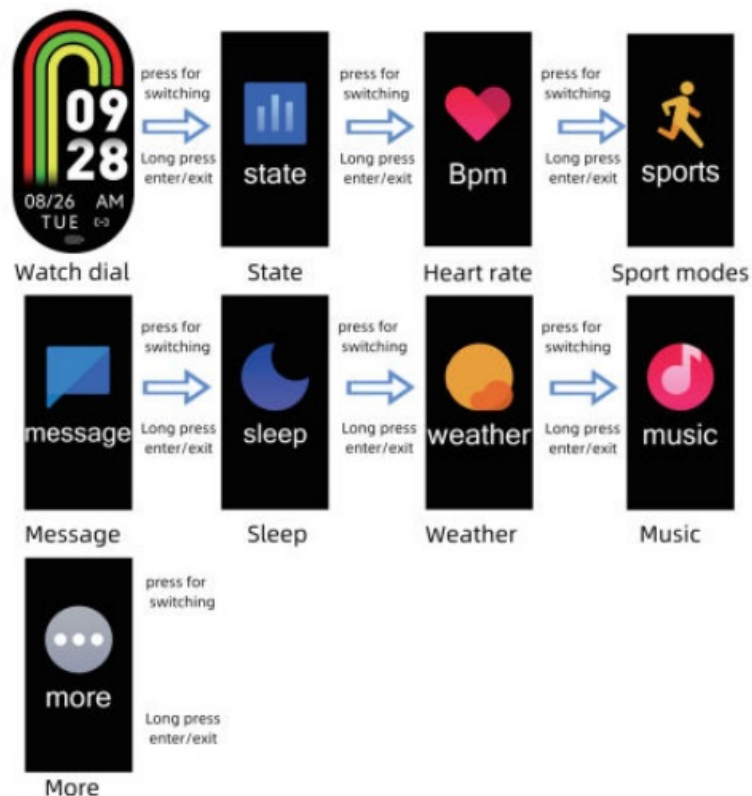 09
28
08/26 AM
TUE
press for
switching
Long press
enter/exit
state
press for
switching
Long press
enter/exit
Bpm
press for
switching
Long press
enter/exit
sports
Watch dial
State
Heart rate
Sport modes
message
press for
switching
Long press
enter/exit
sleep
press for
switching
Long press
enter/exit
weather
press for
switching
Long press
enter/exit
music
Message
Sleep
Weather
Music
more
press for
switching
Long press
enter/exit
More